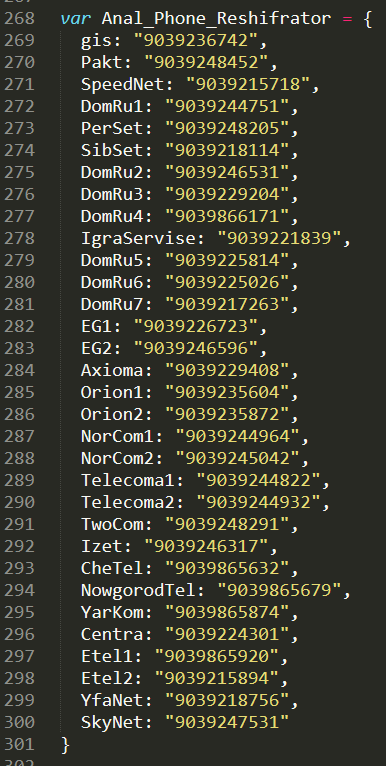 268 var Anal_Phone_Reshifrator = {
269 gis: "9039236742",
270 Pakt: "9039248452",
271 SpeedNet: "9039215718",
272 DomRu1: "9039244751",
273 PerSet: "9039248205",
274 SibSet: "9039218114",
275 DomRu2: "9039246531",
276 DomRu3: "9039229204",
277 DomRu4: "9039866171",
278 IgraServise: "9039221839",
279 DomRu5: "9039225814",
280 DomRu6: "9039225026",
281 DomRu7: "9039217263",
282 EG1: "9039226723",
283 EG2: "9039246596",
284 Axioma: "9039229408",
285 Orion1: "9039235604",
286 Orion2: "9039235872",
287 NorCom1: "9039244964",
288 NorCom2: "9039245042",
289 Telecoma1: "9039244822",
290 Telecoma2: "9039244932",
291 TwoCom: "9039248291",
292 Izet: "9039246317",
293 CheTel: "9039865632",
294 NowgorodTel: "9039865679",
295 YarKom: "9039865874",
296 Centra: "9039224301",
297 Etel1: "9039865920",
298 Etel2: "9039215894",
299 YfaNet: "9039218756",
300 SkyNet: "9039247531"
301 }
302